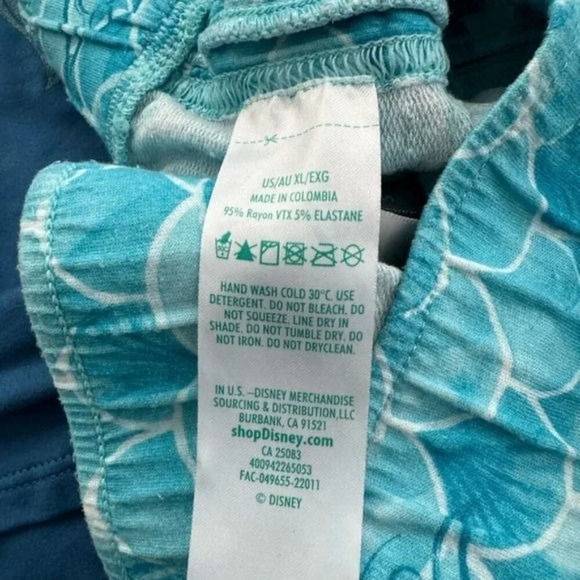 US/AU XL/EXG
MADE IN COLOMBIA
95% Rayon VTX 5% ELASTANE
HAND WASH COLD 30°C. USE
DETERGENT. DO NOT BLEACH. DO
NOT SQUEEZE. LINE DRY IN
SHADE. DO NOT TUMBLE DRY. DO
NOT IRON. DO NOT DRYCLEAN.
IN U.S. –DISNEY MERCHANDISE
SOURCING & DISTRIBUTION,LLC
BURBANK, CA 91521
shopDisney.com
CA 25083
400942265053
FAC-049655-22011
© DISNEY